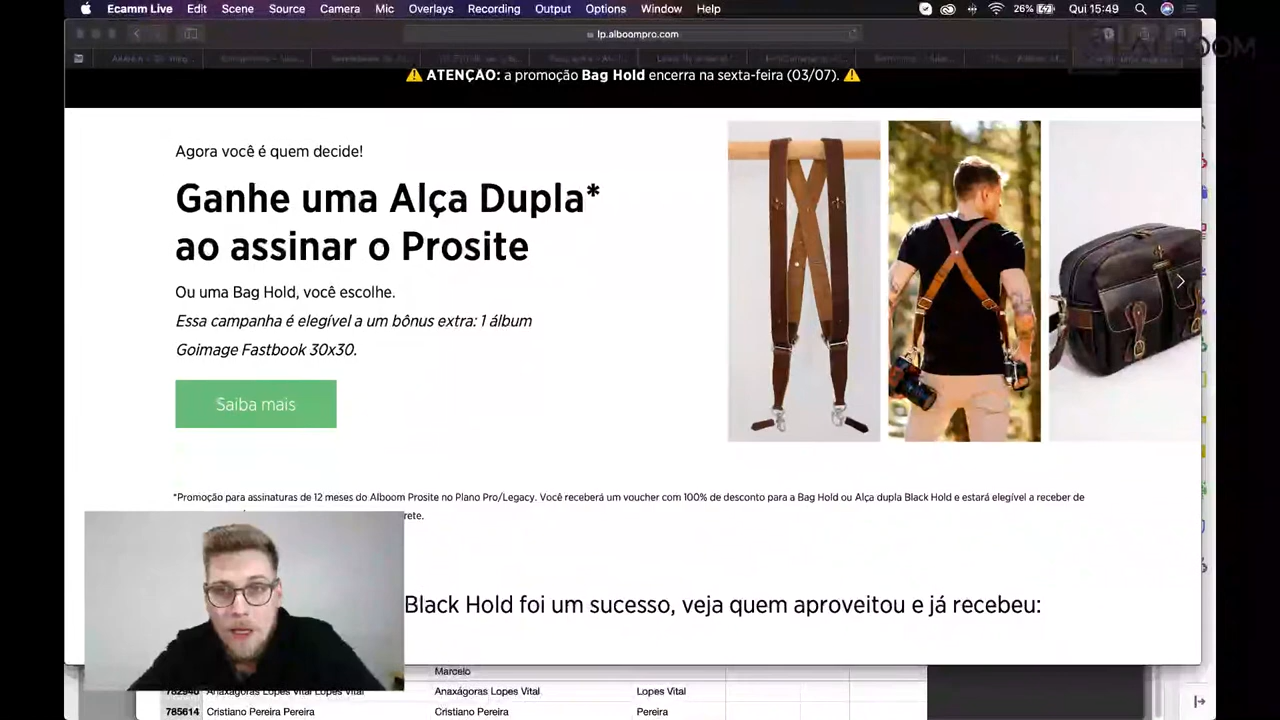 Ecamm Live Edit Scene Source Camera Mic Overlays Recording Output Options Window Help 26% Qui 15:49
lp.alboompro.com
ALBOOM
⚠️ ATENÇÃO: a promoção Bag Hold encerra na sexta-feira (03/07). ⚠️
Agora você é quem decide!
Ganhe uma Alça Dupla*
ao assinar o Prosite
Ou uma Bag Hold, você escolhe.
Essa campanha é elegível a um bônus extra: 1 álbum
Goimage Fastbook 30x30.
Saiba mais
*Promoção para assinaturas de 12 meses do Alboom Prosite no Plano Pro/Legacy. Você receberá um voucher com 100% de desconto para a Bag Hold ou Alça dupla Black Hold e estará elegível a receber de
rete.
Black Hold foi um sucesso, veja quem aproveitou e já recebeu:
Marcelo
782940 Anaxágoras Lopes Vital Lopes Vital Anaxágoras Lopes Vital Lopes Vital
785614 Cristiano Pereira Pereira Cristiano Pereira Pereira